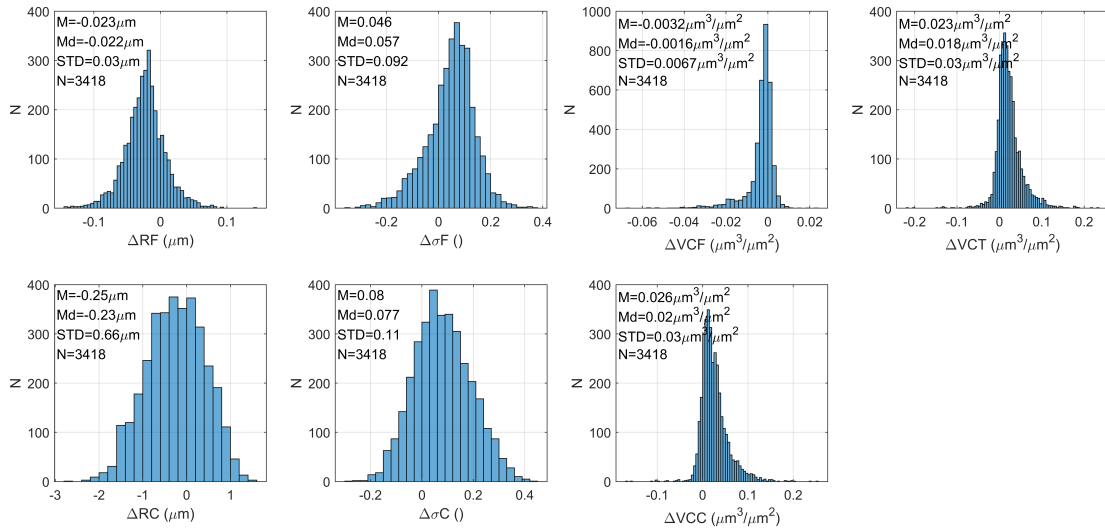 M=-0.023μm
Md=-0.022μm
STD=0.03μm
N=3418
400
300
200
100
0
N
-0.1
0
0.1
ΔRF (μm)
M=0.046
Md=0.057
STD=0.092
N=3418
400
300
200
100
0
N
-0.2
0
0.2
0.4
ΔσF ()
M=-0.0032μm³/μm²
Md=-0.0016μm³/μm²
STD=0.0067μm³/μm²
N=3418
1000
800
600
400
200
0
N
-0.06
-0.04
-0.02
0
0.02
ΔVCF (μm³/μm²)
M=0.023μm³/μm²
Md=0.018μm³/μm²
STD=0.03μm³/μm²
N=3418
400
300
200
100
0
N
-0.2
-0.1
0
0.1
0.2
ΔVCT (μm³/μm²)
M=-0.25μm
Md=-0.23μm
STD=0.66μm
N=3418
400
300
200
100
0
N
-3
-2
-1
0
1
ΔRC (μm)
M=0.08
Md=0.077
STD=0.11
N=3418
400
300
200
100
0
N
-0.2
0
0.2
0.4
ΔσC ()
M=0.026μm³/μm²
Md=0.02μm³/μm²
STD=0.03μm³/μm²
N=3418
400
300
200
100
0
N
-0.1
0
0.1
0.2
ΔVCC (μm³/μm²)